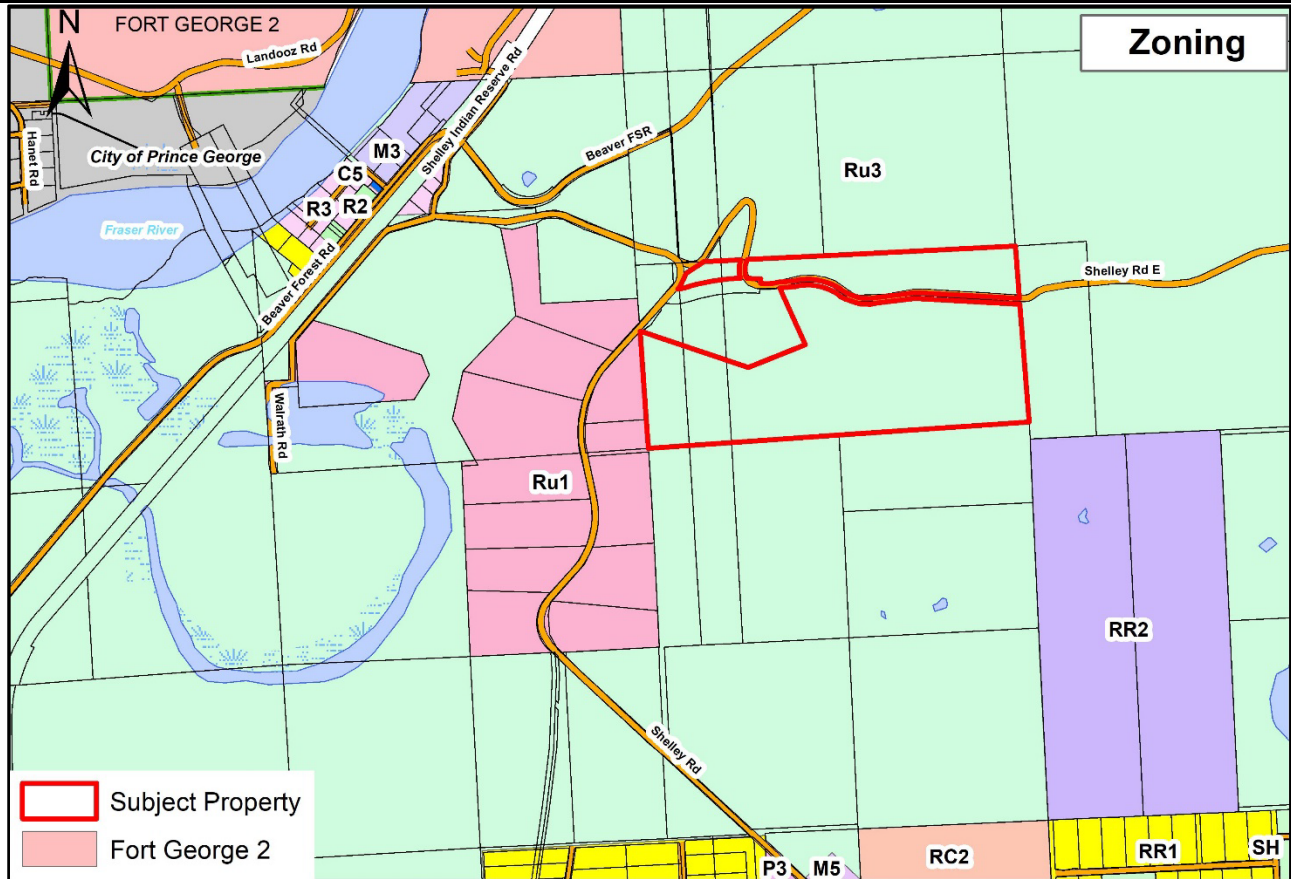 Zoning
N
FORT GEORGE 2
Landooz Rd
Hanet Rd
City of Prince George
Shelley Indian Reserve Rd
M3
C5
R3
R2
Beaver FSR
Ru3
Fraser River
Beaver Forest Rd
Shelley Rd E
Walrath Rd
Ru1
RR2
Shelley Rd
Subject Property
Fort George 2
P3
M5
RC2
RR1
SH